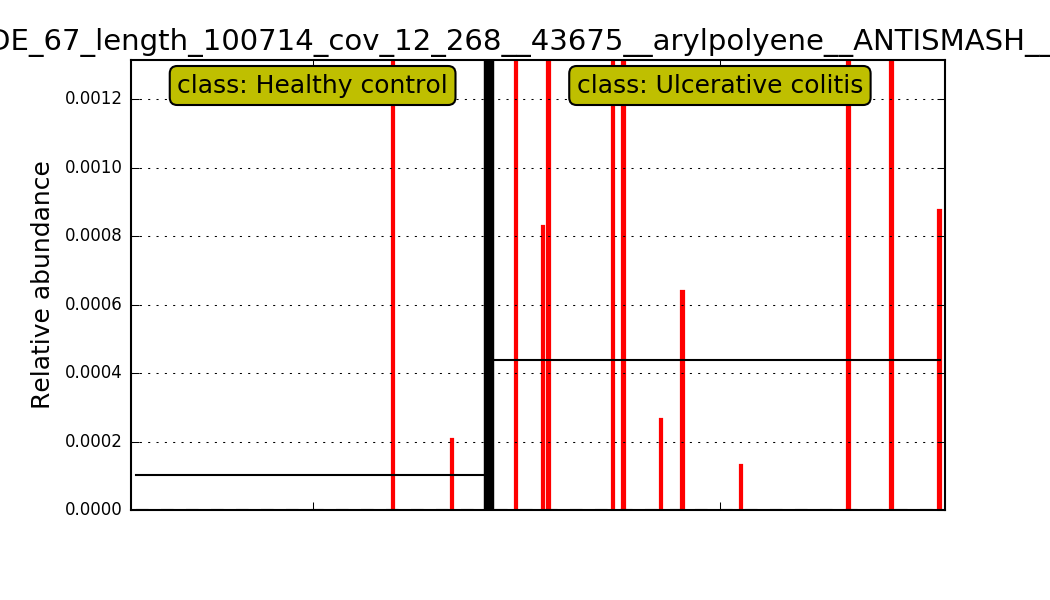 DE_67_length_100714_cov_12_268__43675__arylpolyene__ANTISMASH__
class: Healthy control
class: Ulcerative colitis
Relative abundance
0.0012
0.0010
0.0008
0.0006
0.0004
0.0002
0.0000